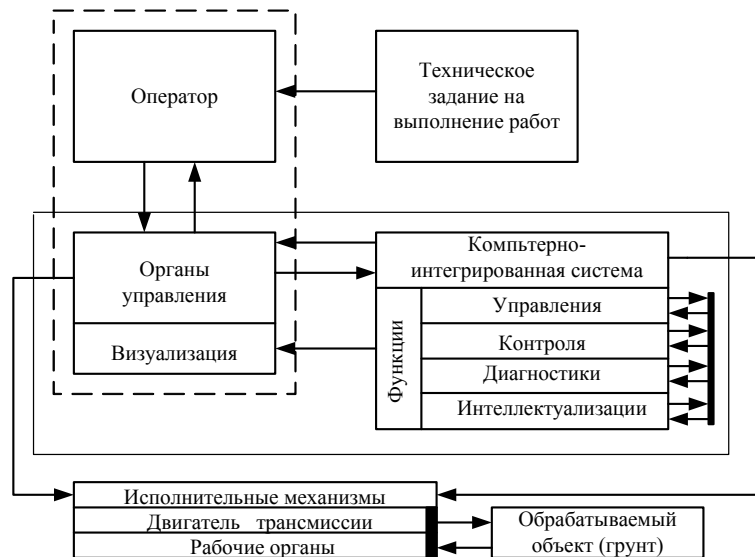 Оператор
Техническое
задание на
выполнение работ
Органы
управления
Визуализация
Компьтерно-
интегрированная система
Функции
Управления
Контроля
Диагностики
Интеллектуализации
Исполнительные механизмы
Двигатель трансмиссии
Рабочие органы
Обрабатываемый
объект (грунт)